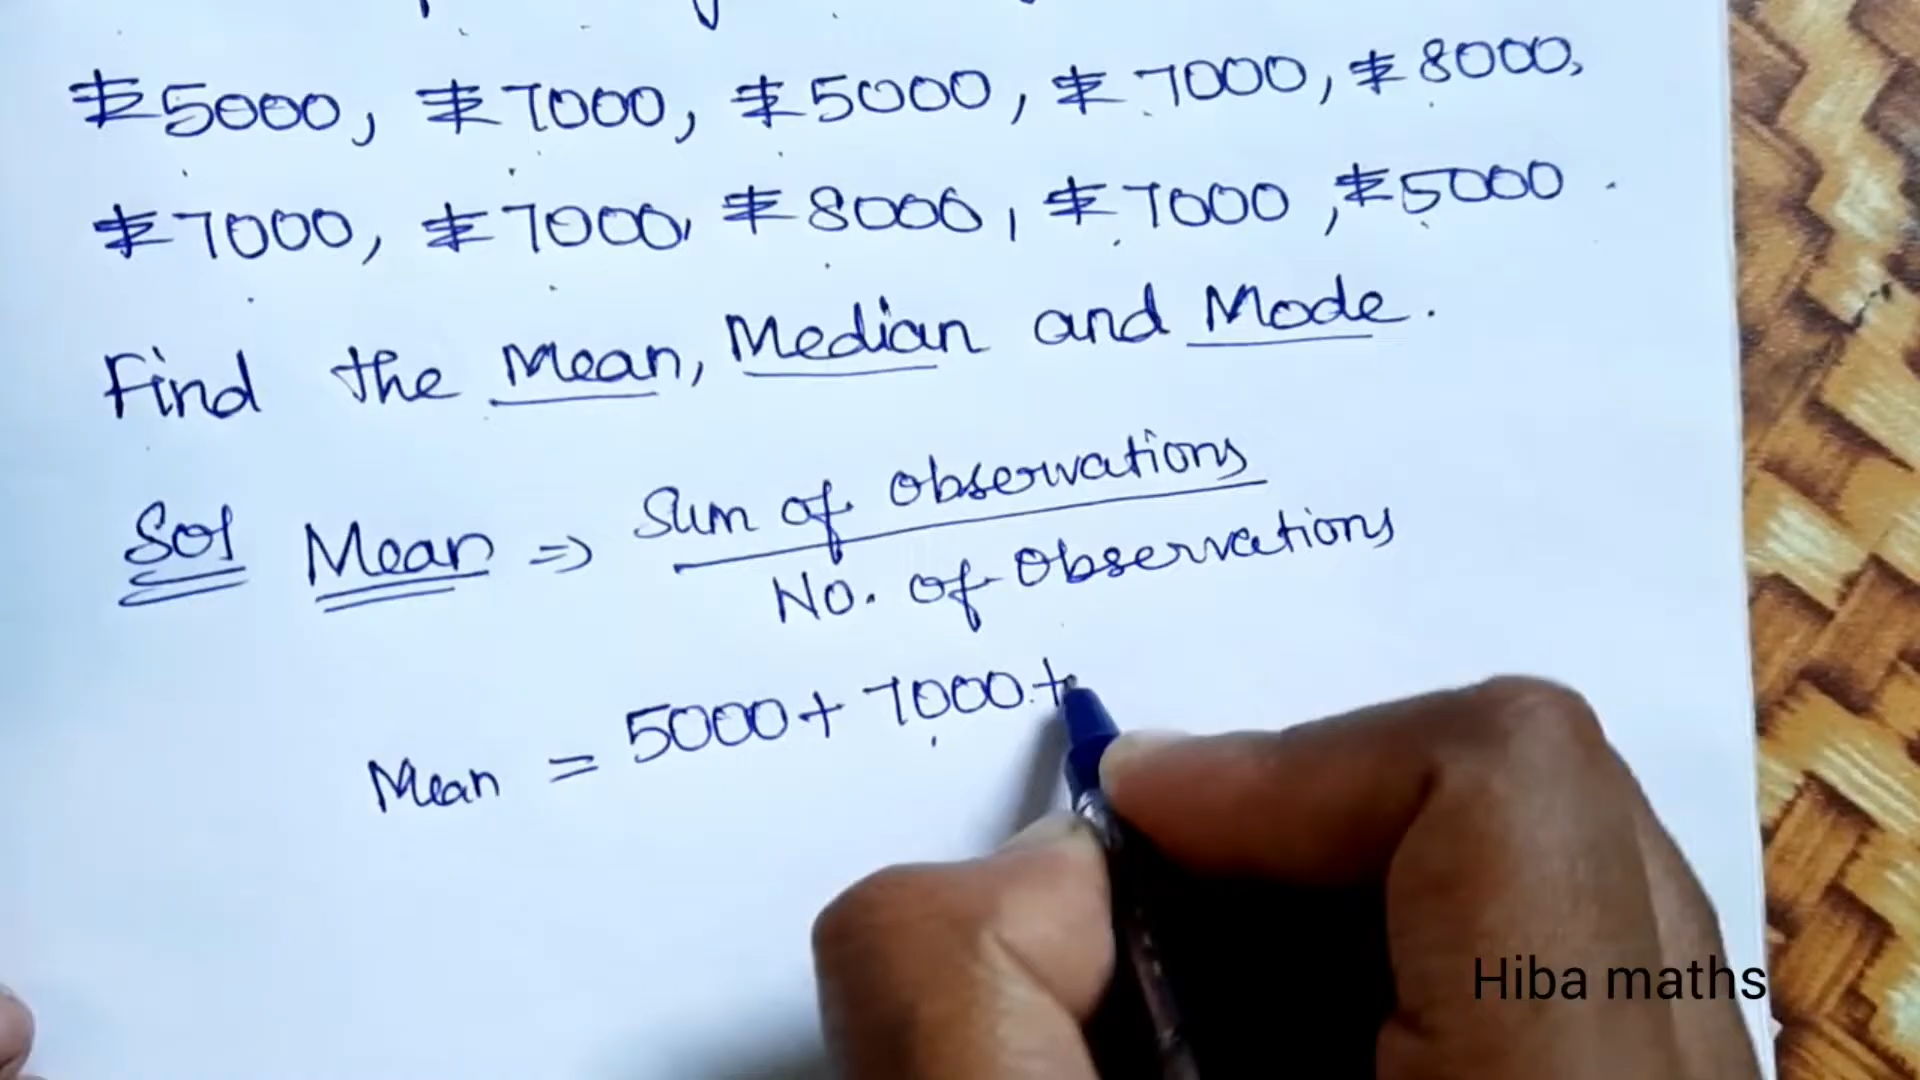 ₹5000, ₹7000, ₹5000, ₹7000, ₹8000,
₹7000, ₹7000, ₹8000, ₹7000, ₹5000.
Find the Mean, Median and Mode.
Sol Mean ⇒ Sum of observations
No. of observations
Mean = 5000+ 7000+
Hiba maths